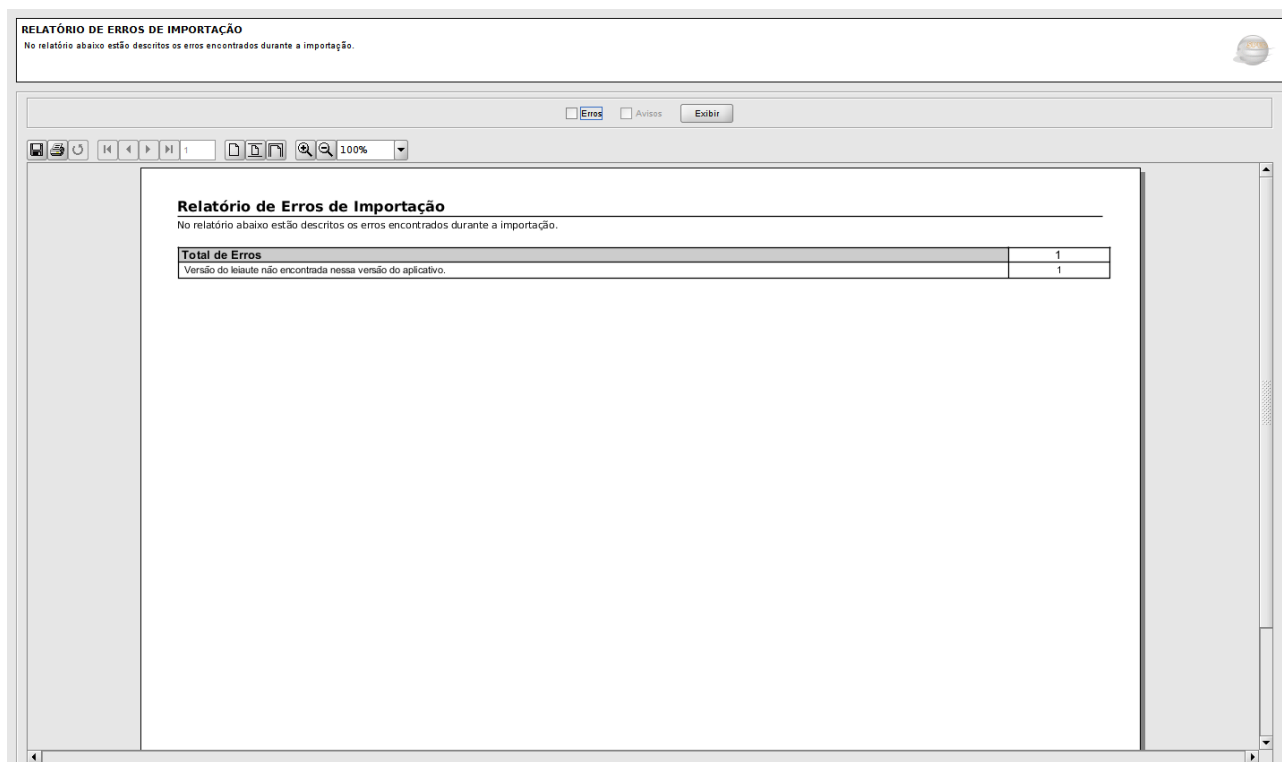 RELATÓRIO DE ERROS DE IMPORTAÇÃO
No relatório abaixo estão descritos os erros encontrados durante a importação.
Erros Avisos Exibir
1 100%
Relatório de Erros de Importação
No relatório abaixo estão descritos os erros encontrados durante a importação.
Total de Erros 1
Versão do leiaute não encontrada nessa versão do aplicativo. 1